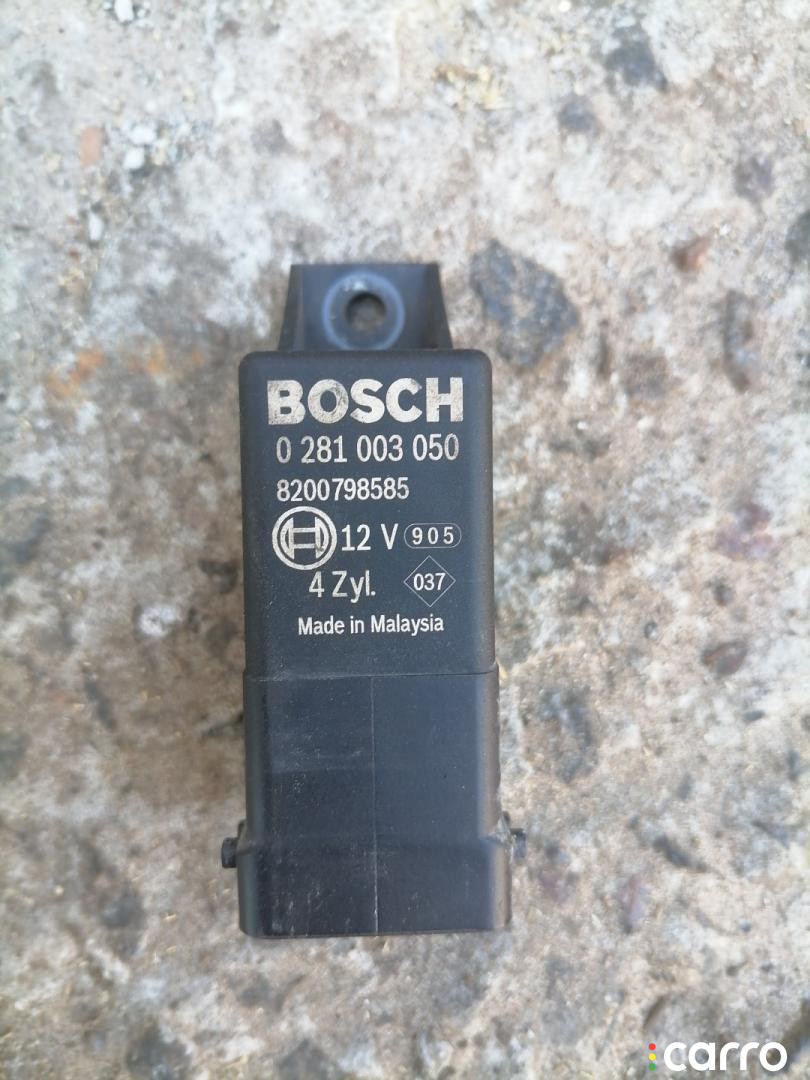 BOSCH
0 281 003 050
8200798585
12 V 905
4 Zyl. 037
Made in Malaysia
carro